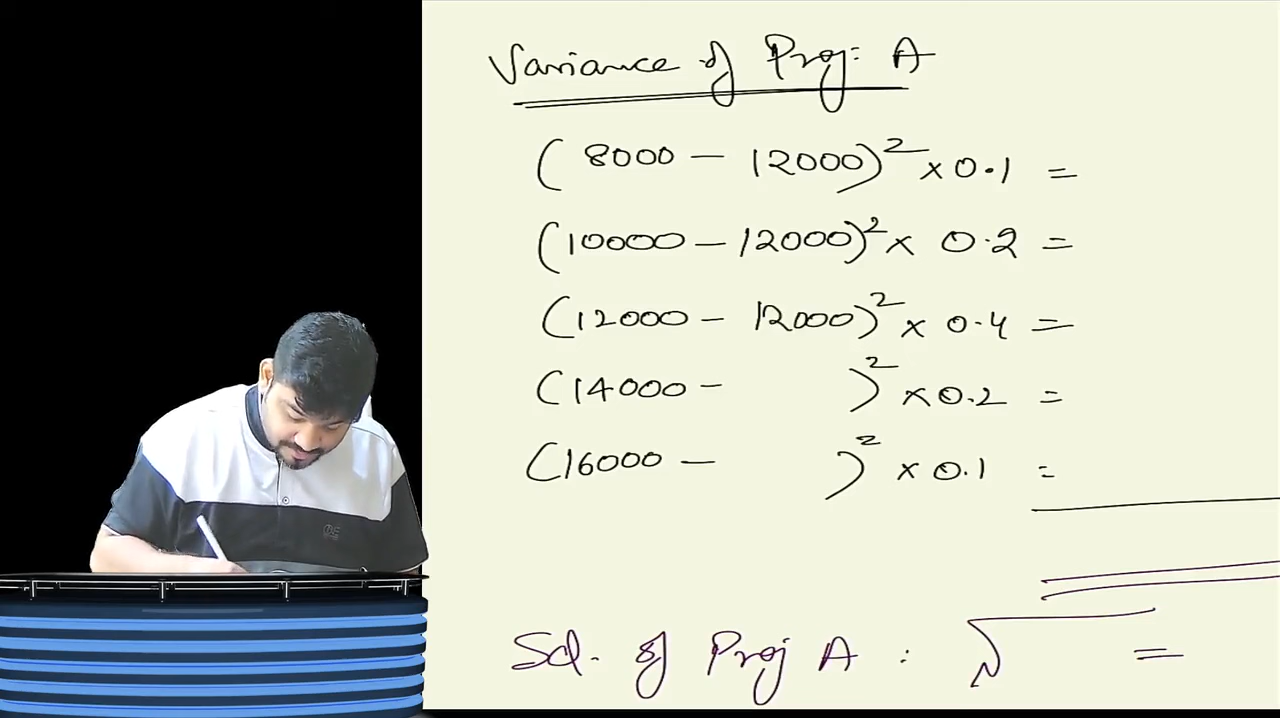 Variance of Proj: A
(8000 - 12000)² × 0.1 =
(10000 - 12000)² × 0.2 =
(12000 - 12000)² × 0.4 =
(14000 -      )² × 0.2 =
(16000 -      )² × 0.1 =
Sd. of Proj A : √    =